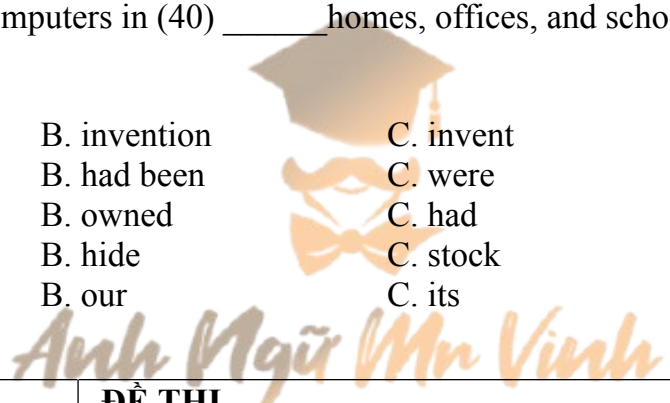 mputers in (40) ______homes, offices, and scho
B. invention C. invent
B. had been C. were
B. owned C. had
B. hide C. stock
B. our C. its
Anh Ngữ Mn Vinh
ĐỀ THI